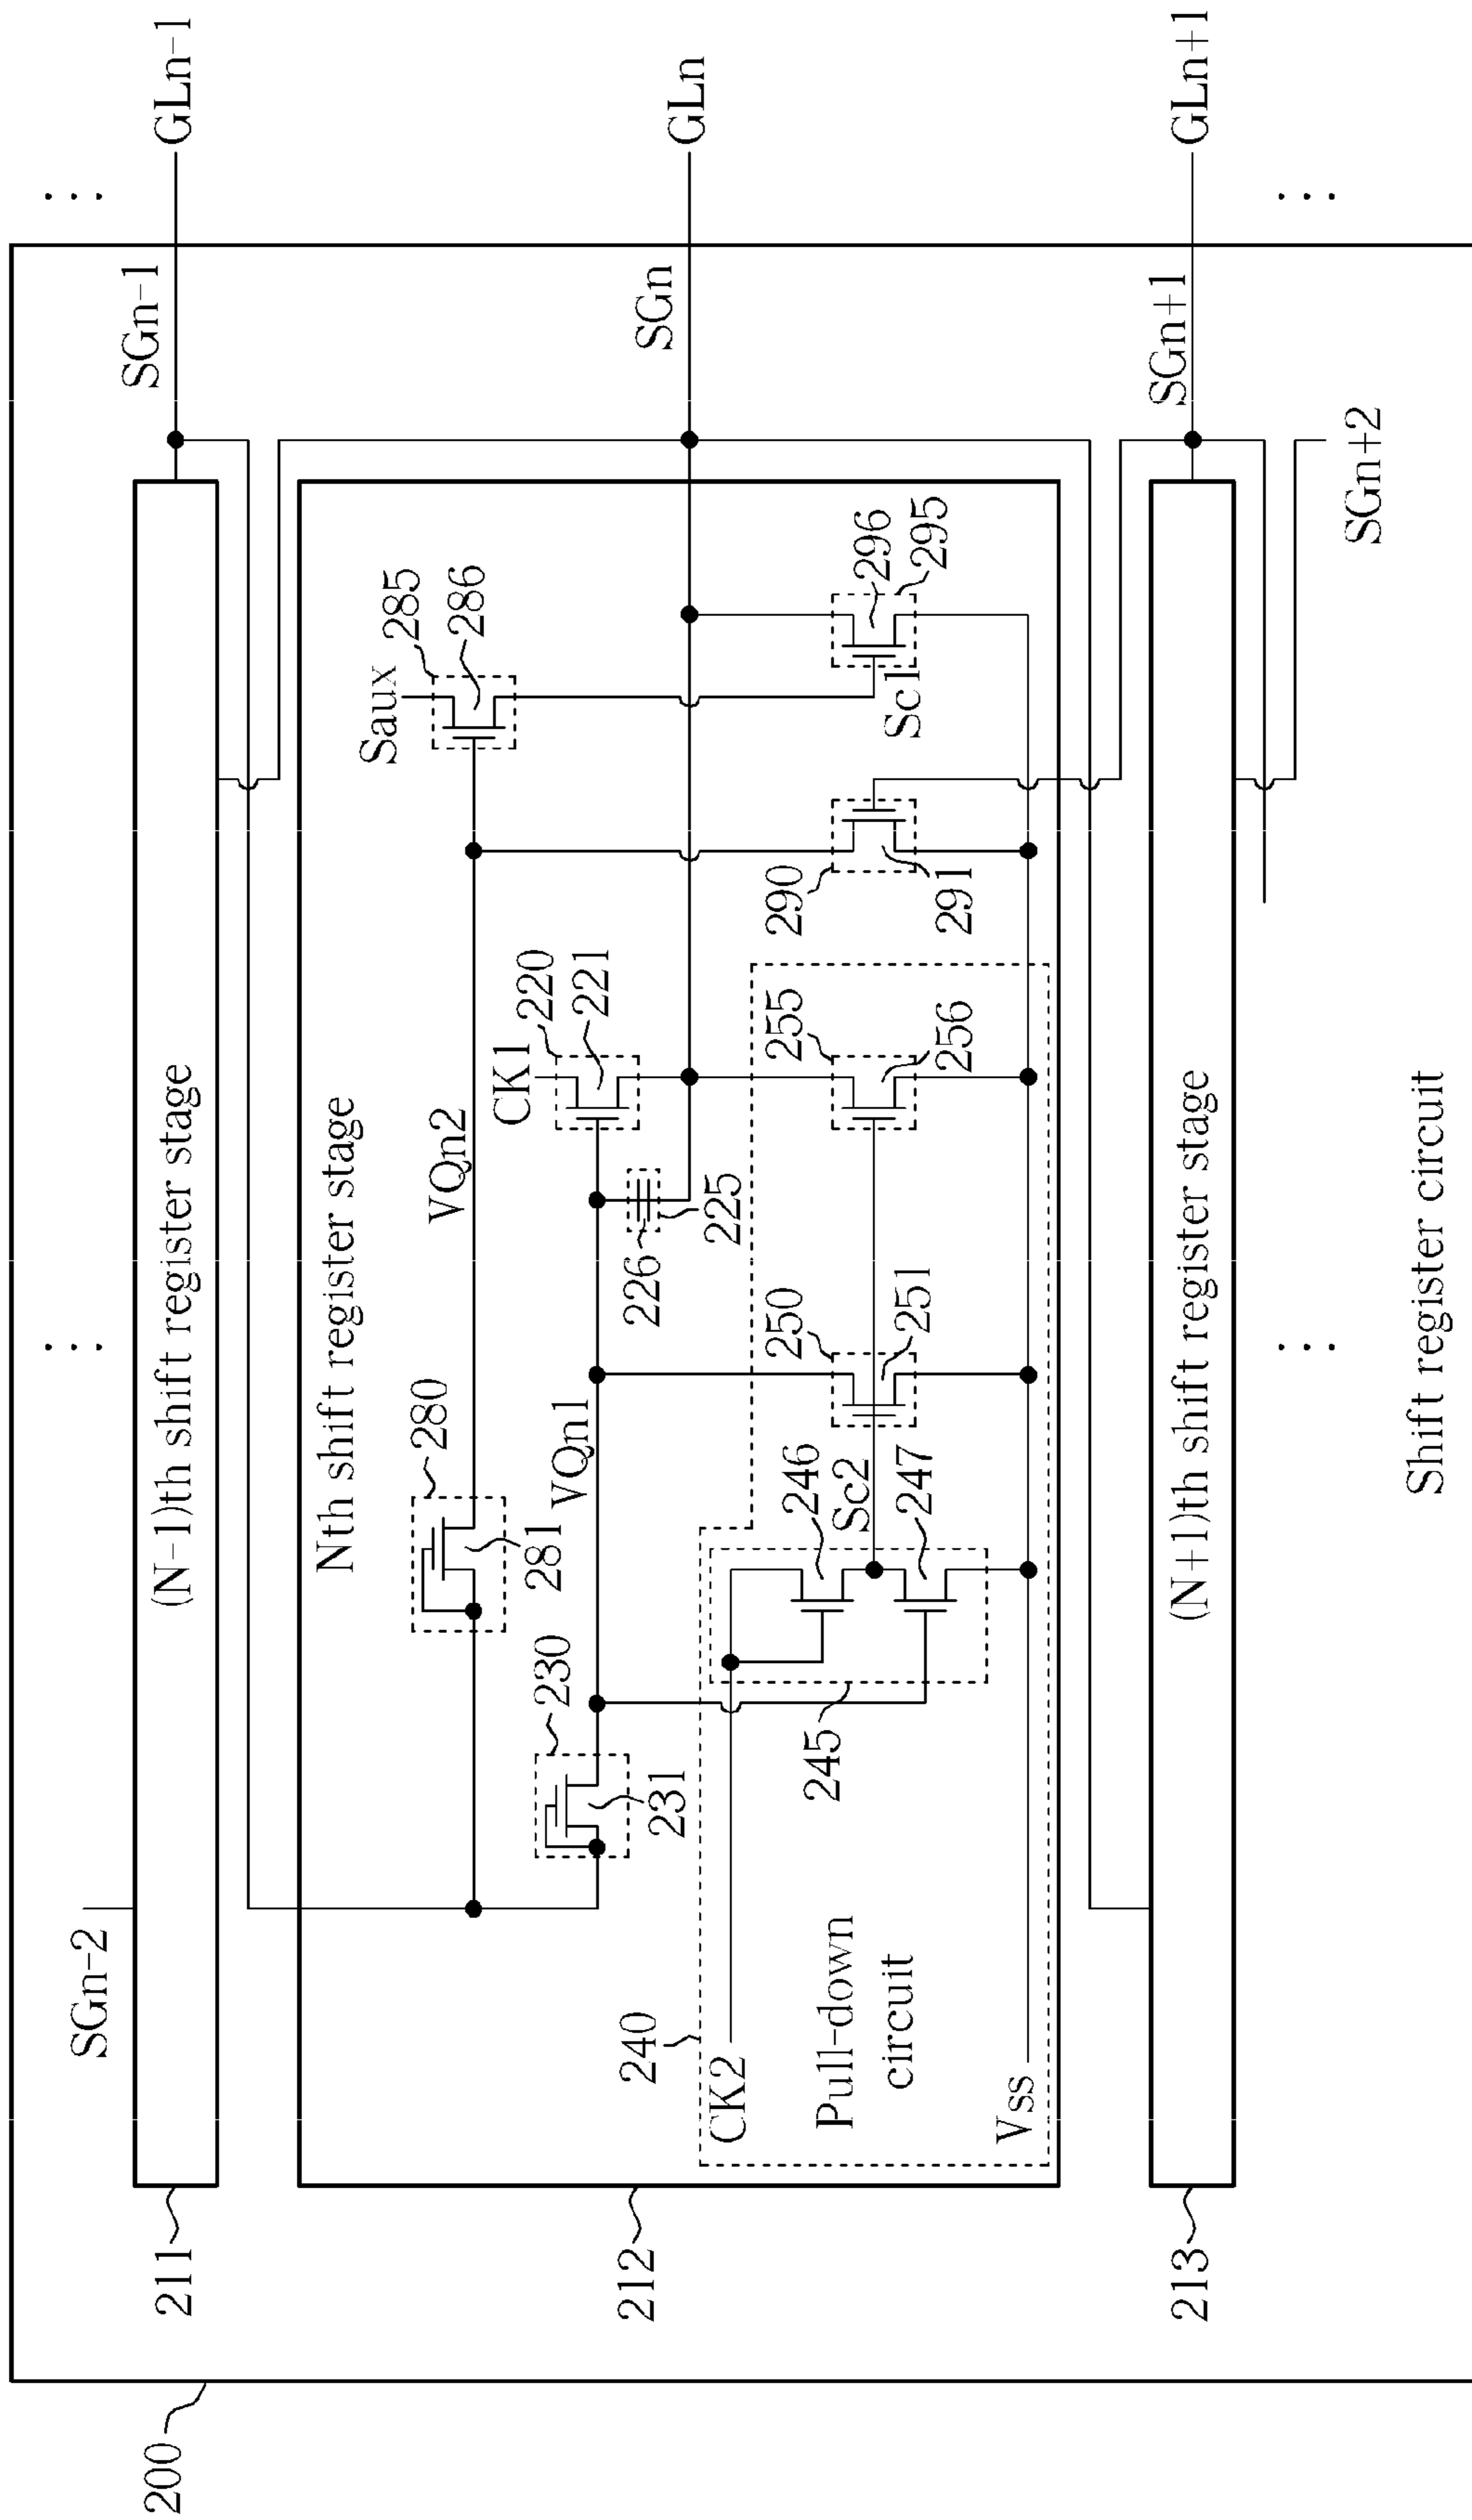 200
211
SGn-2
(N-1)th shift register stage
...
SGn-1
GLn-1
...
212
Nth shift register stage
280
281
VQn2
Saux
285
286
230
231
VQn1
CK1
220
221
226
225
SGn
GLn
240
CK2
Pull-down
circuit
Vss
245
246
Sc2
247
250
251
255
256
290
291
Sc1
296
295
213
(N+1)th shift register stage
SGn+1
GLn+1
SGn+2
...
...
Shift register circuit